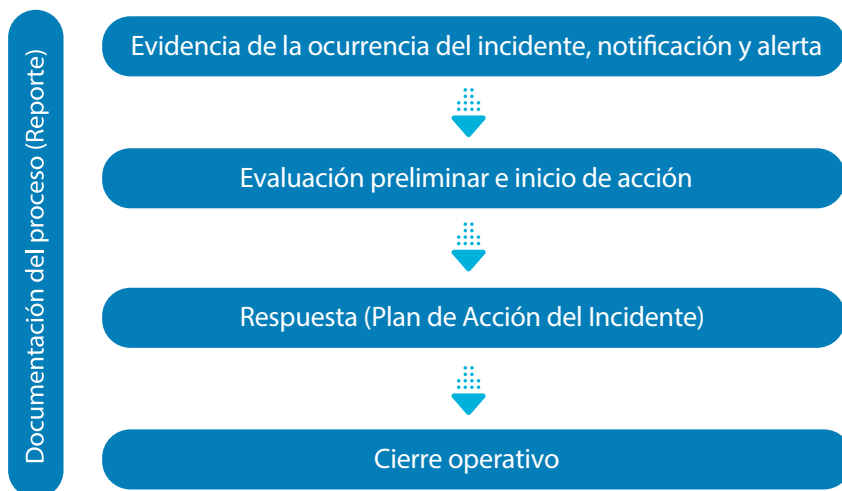 Documentación del proceso (Reporte)
Evidencia de la ocurrencia del incidente, notificación y alerta
Evaluación preliminar e inicio de acción
Respuesta (Plan de Acción del Incidente)
Cierre operativo